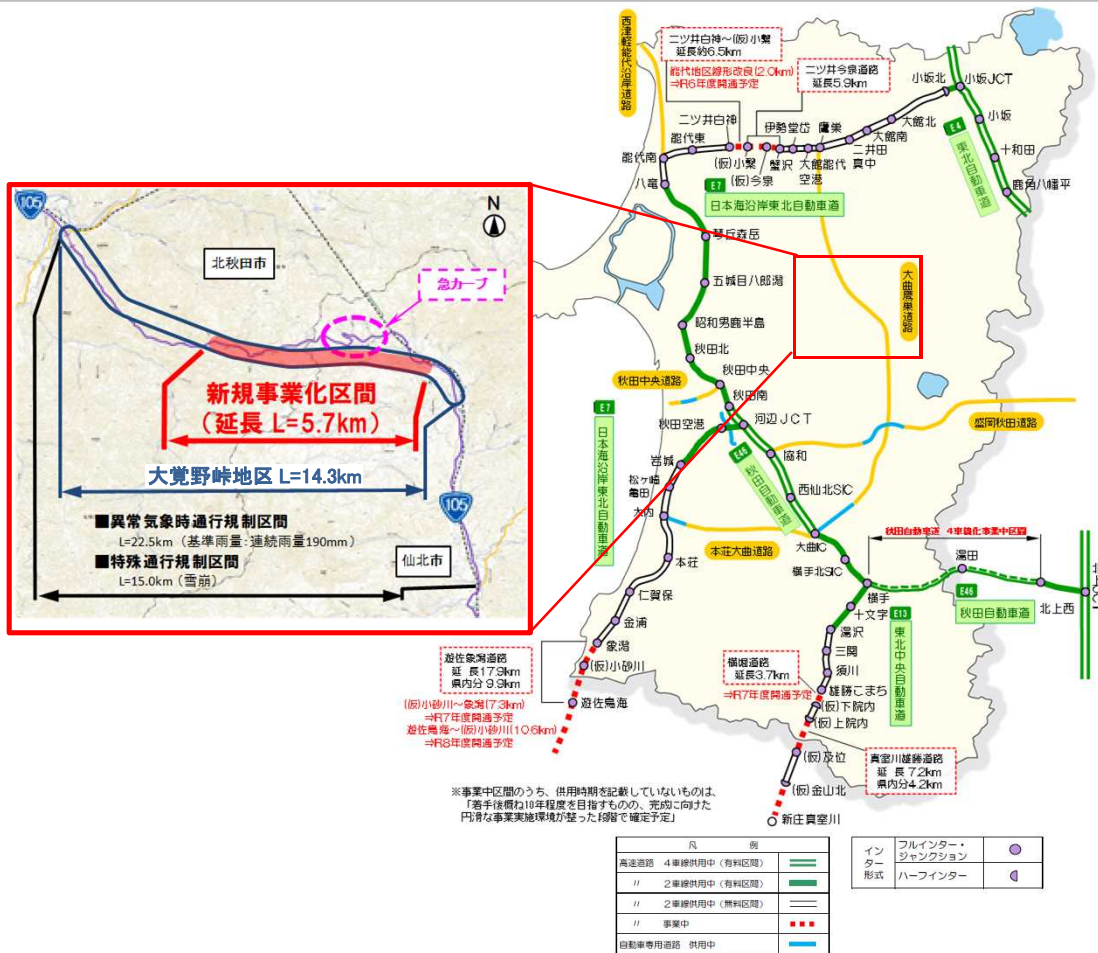 西津軽能代沿岸道路
二ツ井白神~(仮)小繋
延長約6.5km
能代地区線形改良(2.0km)
⇒R6年度開通予定
二ツ井今泉道路
延長5.9km
小坂北
小坂JCT
小坂
大館北
大館南
二井田真中
鷹巣
伊勢堂岱
大館能代空港
蟹沢
(仮)今泉
(仮)小繋
二ツ井白神
能代東
能代南
八竜
E4
東北自動車道
十和田
鹿角八幡平
E7
日本海沿岸東北自動車道
琴丘森岳
五城目八郎潟
昭和男鹿半島
秋田北
秋田中央
秋田中央道路
秋田南
河辺JCT
秋田空港
大曲鷹巣道路
盛岡秋田道路
E7
日本海沿岸東北自動車道
E46
秋田自動車道
協和
西仙北SIC
大曲IC
横手北SIC
横手
岩城
松ヶ崎亀田
大内
本荘
本荘大曲道路
仁賀保
金浦
象潟
(仮)小砂川
遊佐鳥海
秋田自動車道 4車線化事業中区間
湯田
北上西
北上JCT
E46
秋田自動車道
十文字
E13
東北中央自動車道
湯沢
三関
須川
雄勝こまち
(仮)下院内
(仮)上院内
(仮)及位
(仮)金山北
新庄真室川
遊佐象潟道路
延 長17.9km
県内分 9.9km
(仮)小砂川~象潟(7.3km)
⇒R7年度開通予定
遊佐鳥海~(仮)小砂川(10.6km)
⇒R8年度開通予定
横堀道路
延長3.7km
⇒R7年度開通予定
真室川雄勝道路
延 長 7.2km
県内分4.2km
105
N
北秋田市
急カーブ
新規事業化区間
(延長 L=5.7km)
大覚野峠地区 L=14.3km
105
■異常気象時通行規制区間
L=22.5km(基準雨量:連続雨量190mm)
■特殊通行規制区間
L=15.0km(雪崩)
仙北市
※事業中区間のうち、供用時期を記載していないものは、
「着手後概ね10年程度を目指すものの、完成に向けた
円滑な事業実施環境が整った段階で確定予定」
凡 例
高速道路 4車線供用中(有料区間)
〃 2車線供用中(有料区間)
〃 2車線供用中(無料区間)
〃 事業中
自動車専用道路 供用中
インター形式
フルインター・
ジャンクション
ハーフインター